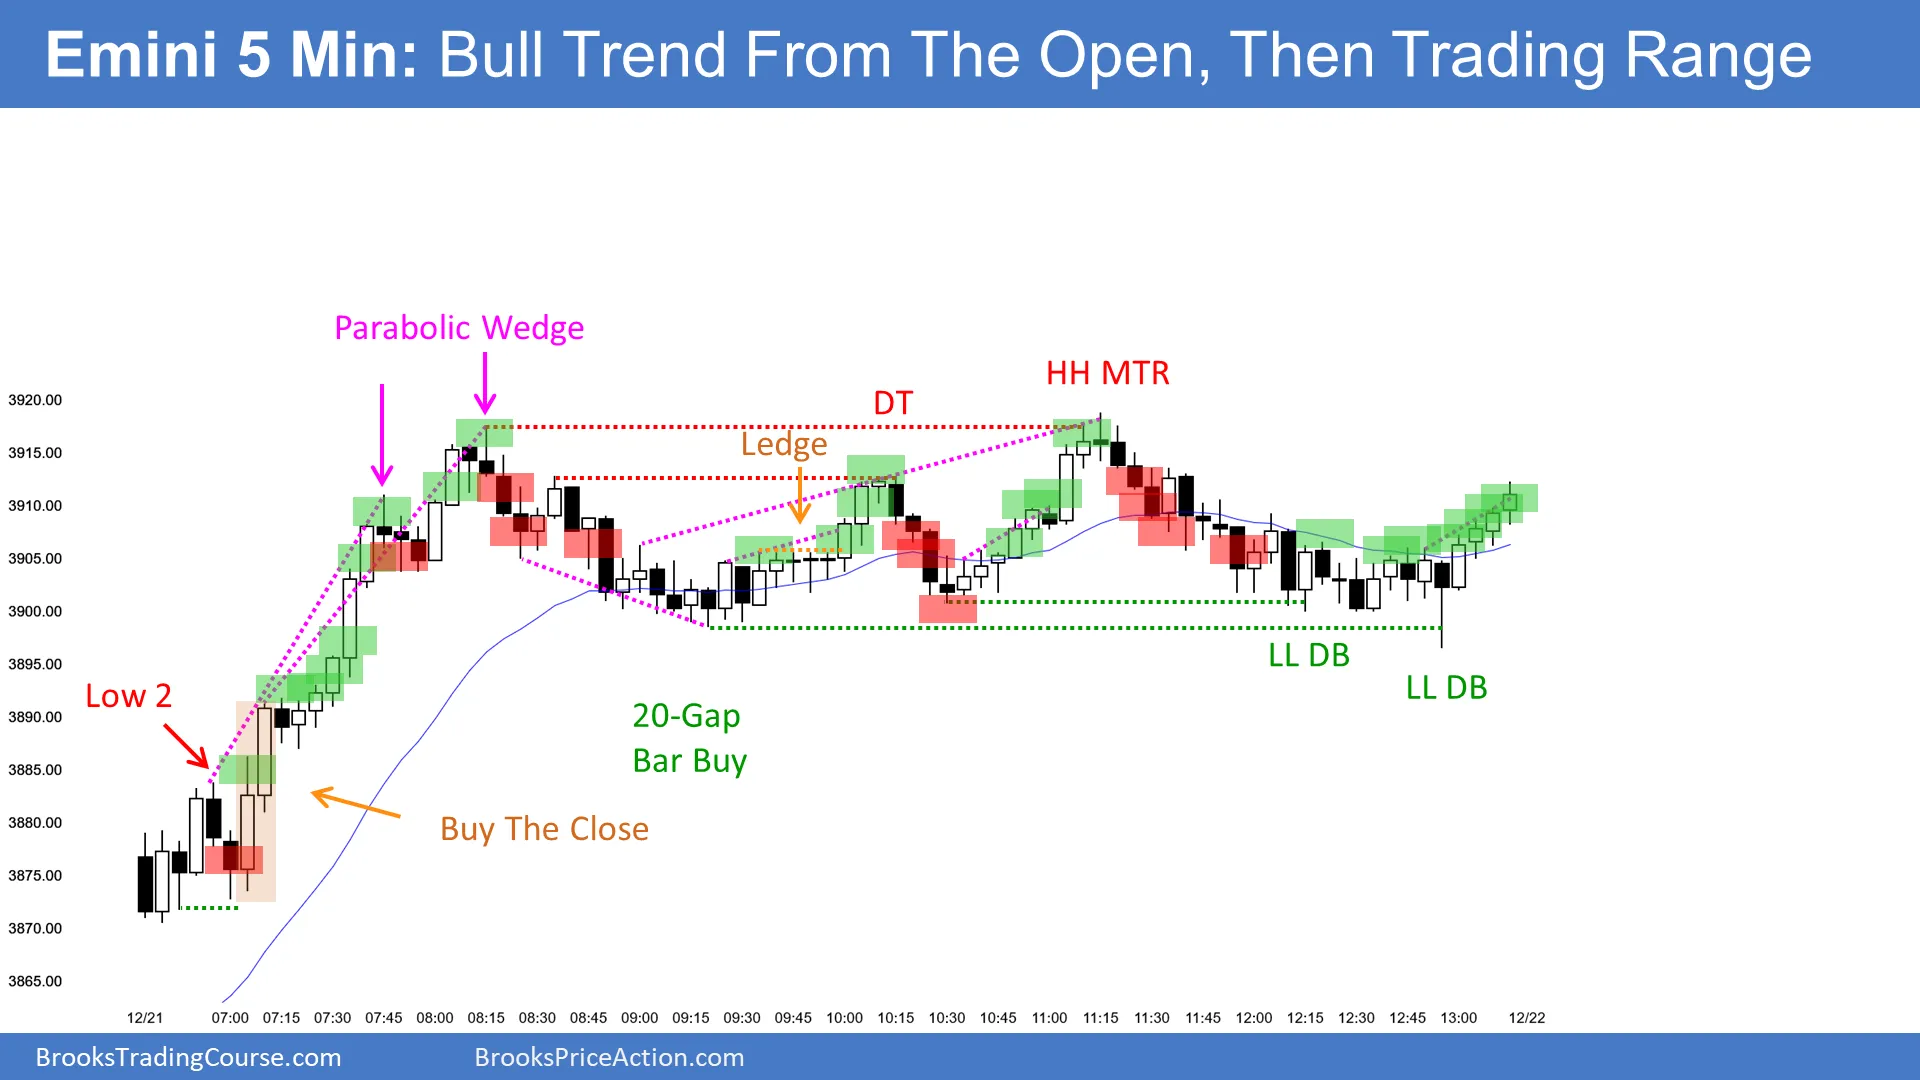 Emini 5 Min: Bull Trend From The Open, Then Trading Range
Parabolic Wedge
HH MTR
DT
Ledge
3920.00
3915.00
3910.00
3905.00
3900.00
3895.00
3890.00
3885.00
3880.00
3875.00
3870.00
3865.00
Low 2
LL DB
LL DB
20-Gap
Bar Buy
Buy The Close
12/21 07:00 07:15 07:30 07:45 08:00 08:15 08:30 08:45 09:00 09:15 09:30 09:45 10:00 10:15 10:30 10:45 11:00 11:15 11:30 11:45 12:00 12:15 12:30 12:45 13:00 12/22
BrooksTradingCourse.com BrooksPriceAction.com